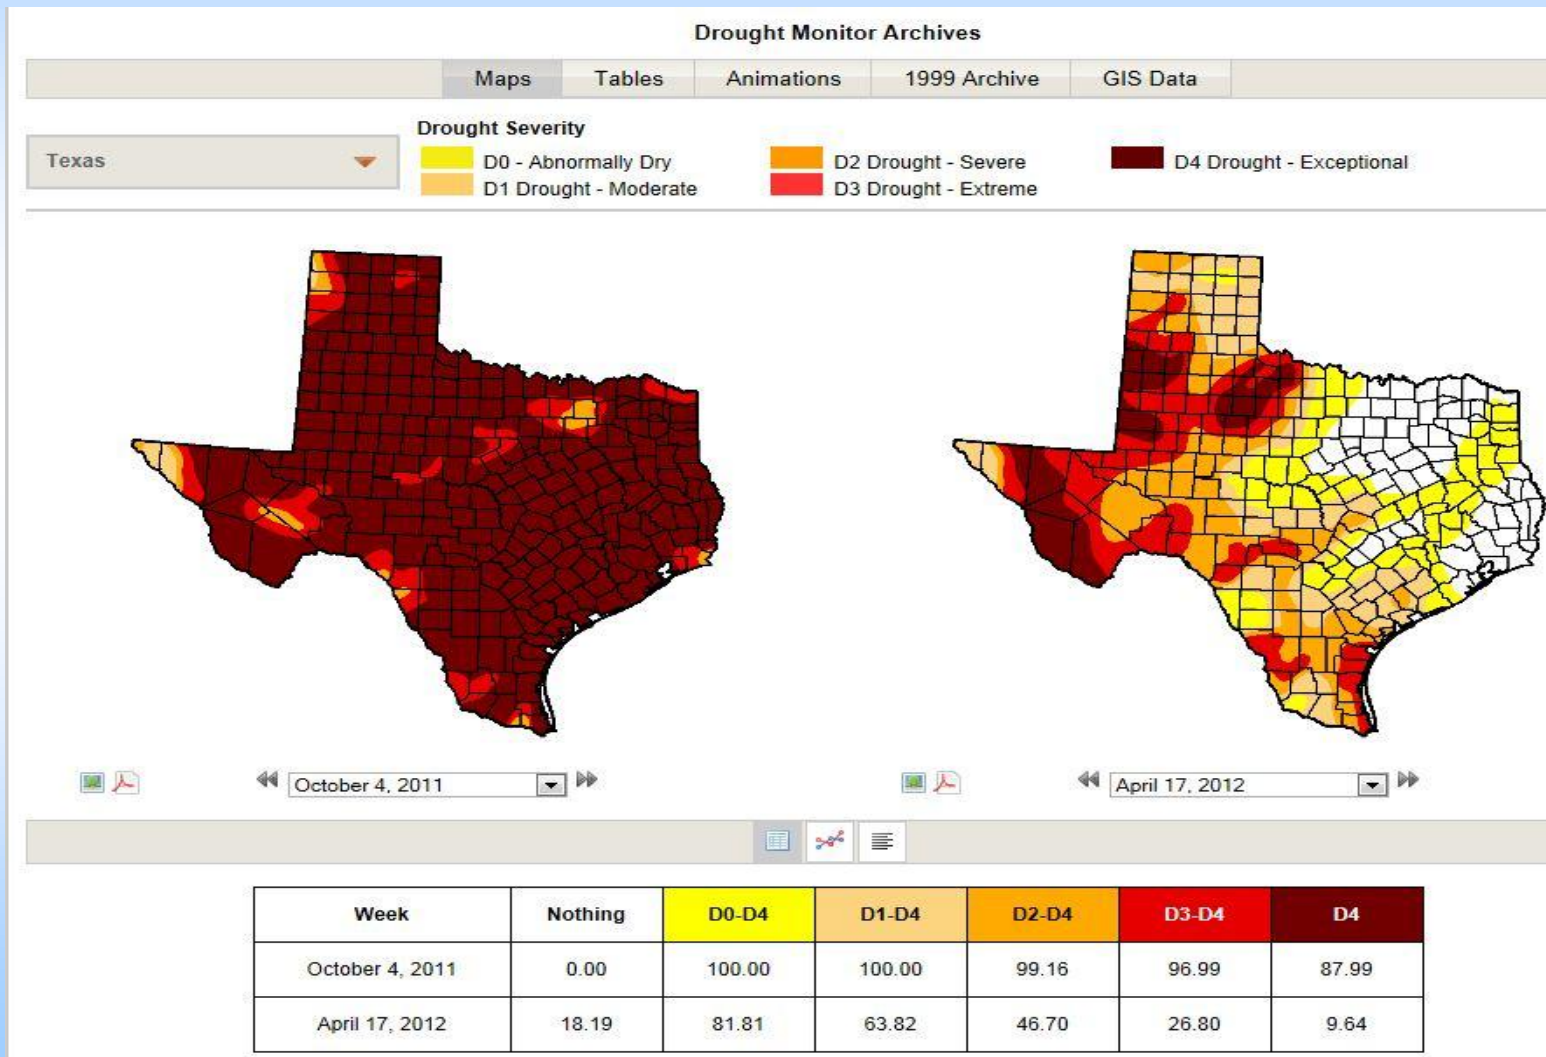 Drought Monitor Archives
Maps Tables Animations 1999 Archive GIS Data
Texas
Drought Severity
D0 - Abnormally Dry
D1 Drought - Moderate
D2 Drought - Severe
D3 Drought - Extreme
D4 Drought - Exceptional
October 4, 2011
April 17, 2012
Week Nothing D0-D4 D1-D4 D2-D4 D3-D4 D4
October 4, 2011 0.00 100.00 100.00 99.16 96.99 87.99
April 17, 2012 18.19 81.81 63.82 46.70 26.80 9.64